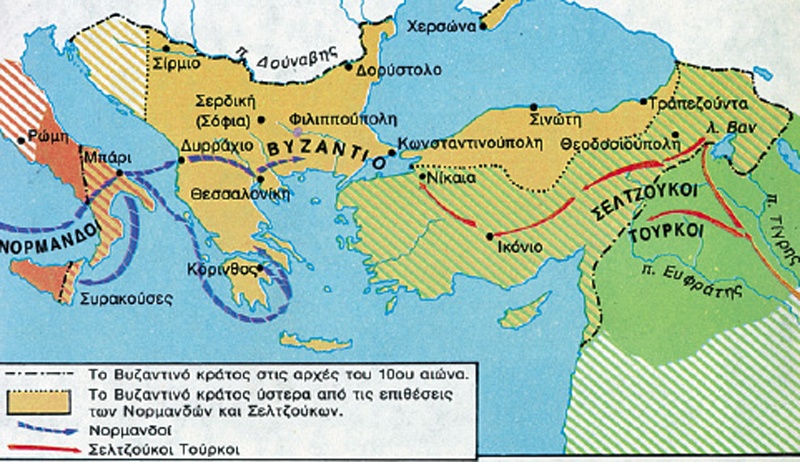 Χερσώνα
π. Δούναβης
Σίρμιο
Δορύστολο
Σερδική
(Σόφια)
Φιλιππούπολη
Σινώτη
Τραπεζούντα
Ρώμη
Μπάρι
Δυρράχιο
ΒΥΖΑΝΤΙΟ
Κωνσταντινούπολη
Θεοδοσιούπολη
λ. Βαν
Θεσσαλονίκη
Νίκαια
ΣΕΛΤΖΟΥΚΟΙ
ΤΟΥΡΚΟΙ
π. Τίγρης
ΝΟΡΜΑΝΔΟΙ
Ικόνιο
Κόρινθος
π. Ευφράτης
Συρακούσες
Το Βυζαντινό κράτος στις αρχές του 10ου αιώνα.
Το Βυζαντινό κράτος ύστερα από τις επιθέσεις
των Νορμανδών και Σελτζούκων.
Νορμανδοί
Σελτζούκοι Τούρκοι